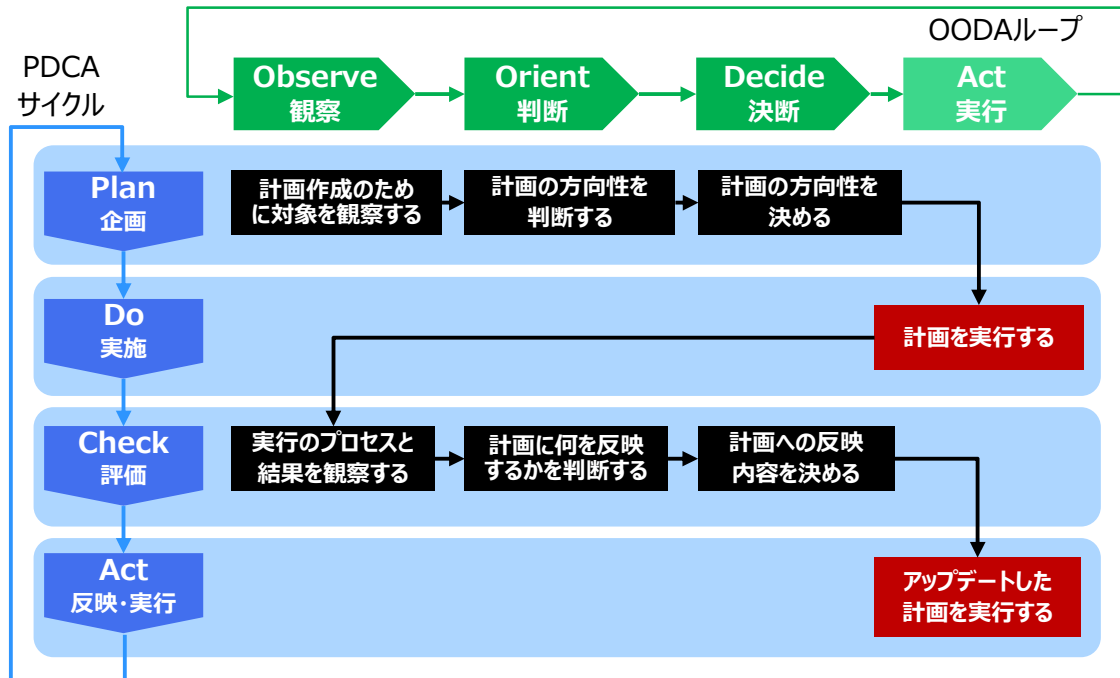 OODAループ
PDCA
サイクル
Observe
観察
Orient
判断
Decide
決断
Act
実行
Plan
企画
計画作成のため
に対象を観察する
計画の方向性を
判断する
計画の方向性を
決める
Do
実施
計画を実行する
Check
評価
実行のプロセスと
結果を観察する
計画に何を反映
するかを判断する
計画への反映
内容を決める
Act
反映・実行
アップデートした
計画を実行する